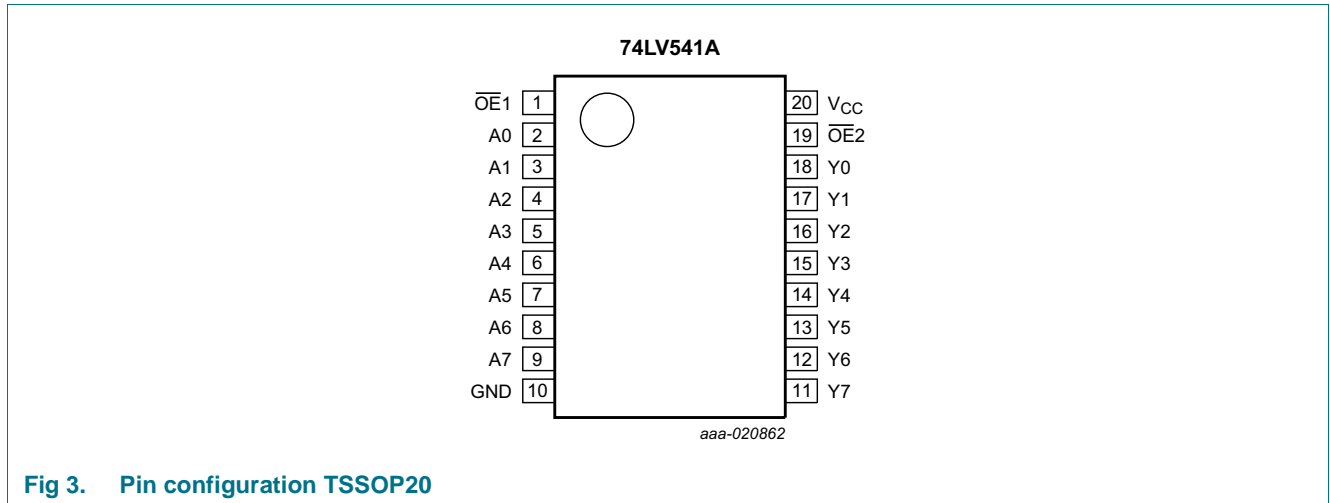 74LV541A
O̅E̅1 1 20 VCC
A0 2 19 O̅E̅2
A1 3 18 Y0
A2 4 17 Y1
A3 5 16 Y2
A4 6 15 Y3
A5 7 14 Y4
A6 8 13 Y5
A7 9 12 Y6
GND 10 11 Y7
aaa-020862
Fig 3. Pin configuration TSSOP20